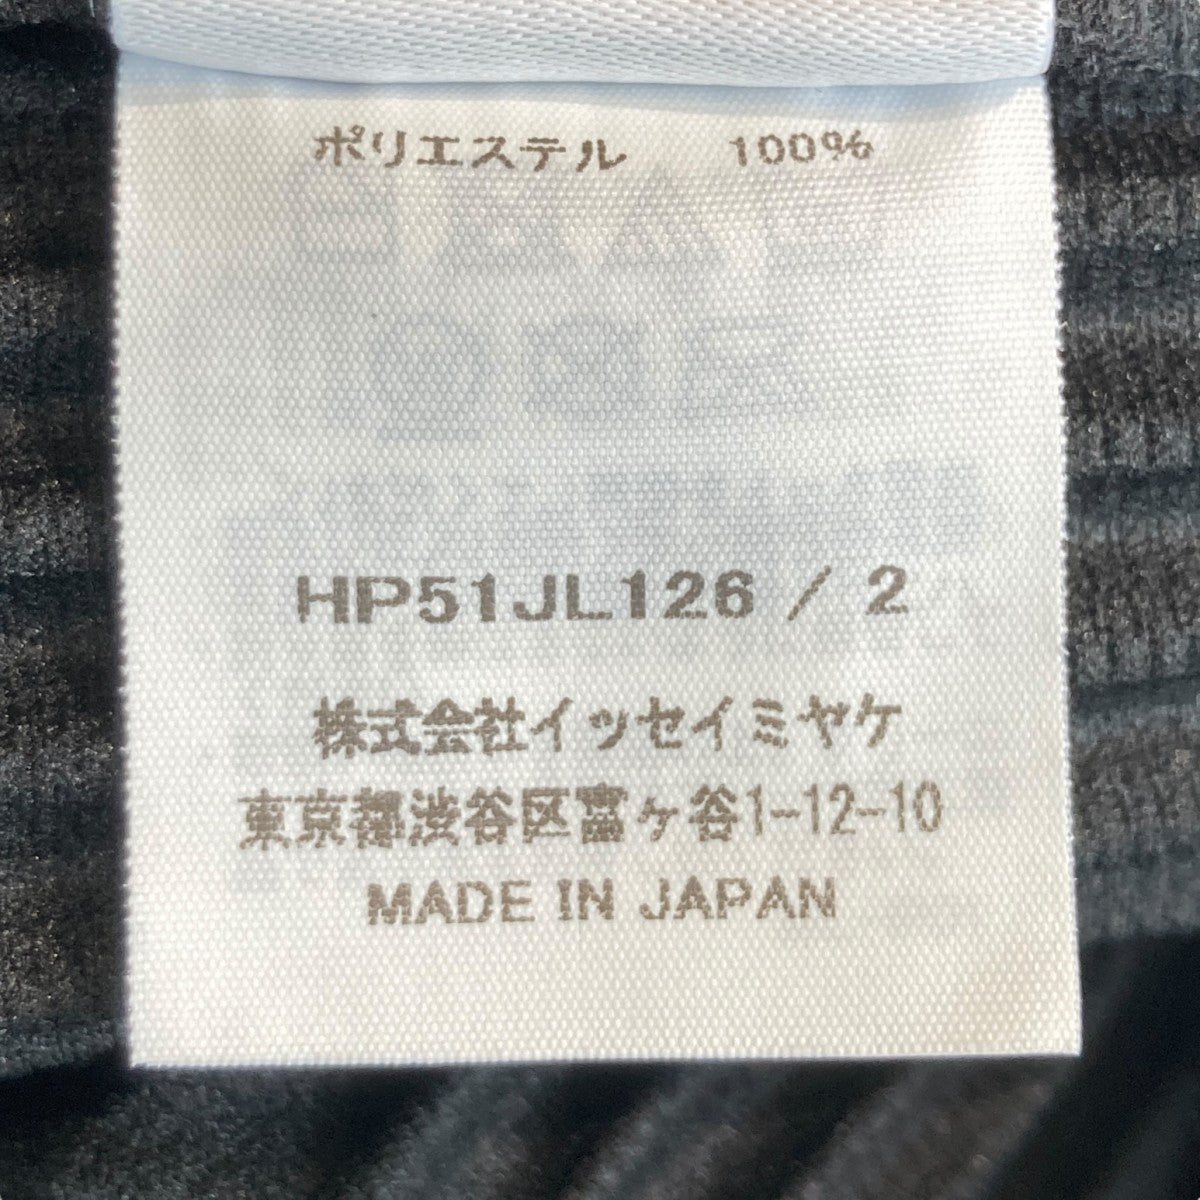 ポリエステル 100%
HP51JL126 / 2
株式会社イッセイミヤケ
東京都渋谷区富ヶ谷1-12-10
MADE IN JAPAN